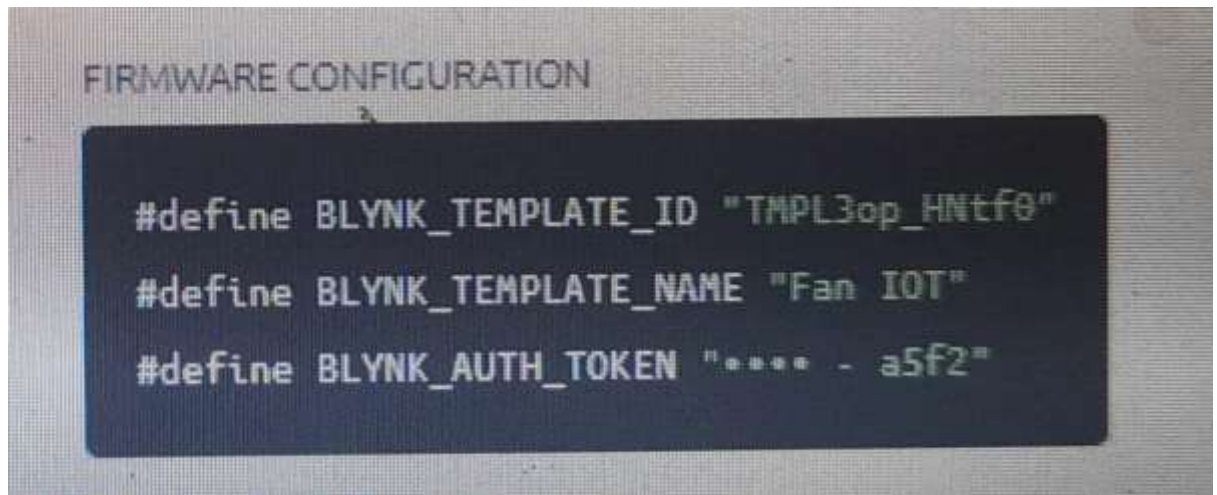 FIRMWARE CONFIGURATION
#define BLYNK_TEMPLATE_ID "TMPL3op_HNtf0"
#define BLYNK_TEMPLATE_NAME "Fan IOT"
#define BLYNK_AUTH_TOKEN "•••• - a5f2"